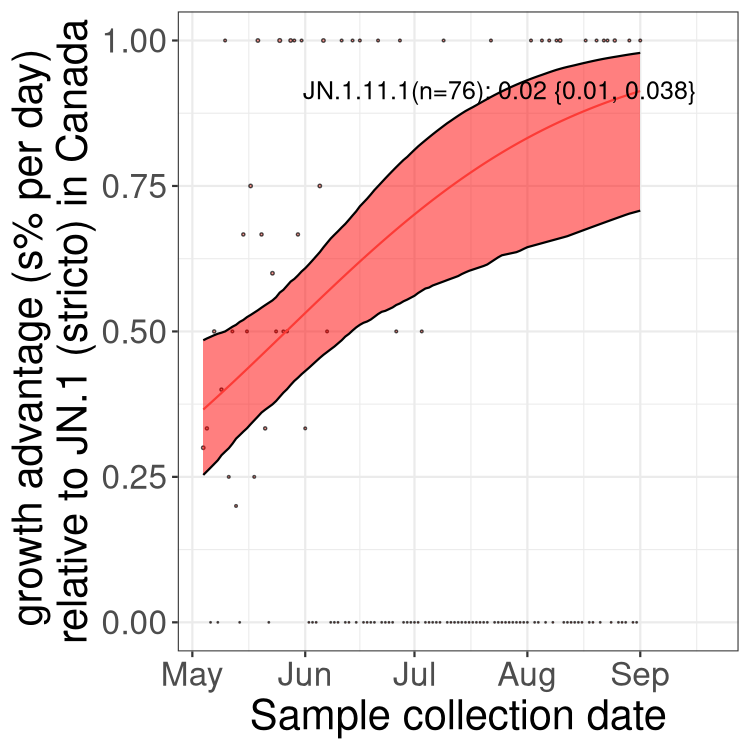 growth advantage (s% per day)
relative to JN.1 (stricto) in Canada
1.00
0.75
0.50
0.25
0.00
JN.1.11.1(n=76): 0.02 {0.01, 0.038}
May Jun Jul Aug Sep
Sample collection date